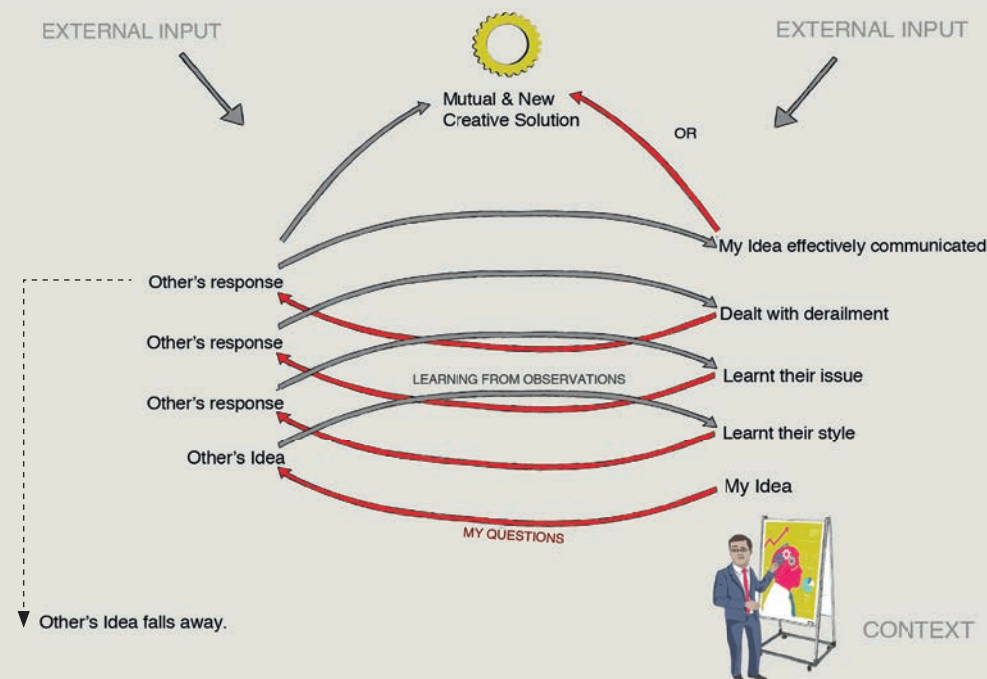 EXTERNAL INPUT
EXTERNAL INPUT
Mutual & New
Creative Solution
OR
My Idea effectively communicated
Other's response
Dealt with derailment
Other's response
Learnt their issue
LEARNING FROM OBSERVATIONS
Other's response
Learnt their style
Other's Idea
My Idea
MY QUESTIONS
Other's Idea falls away.
CONTEXT